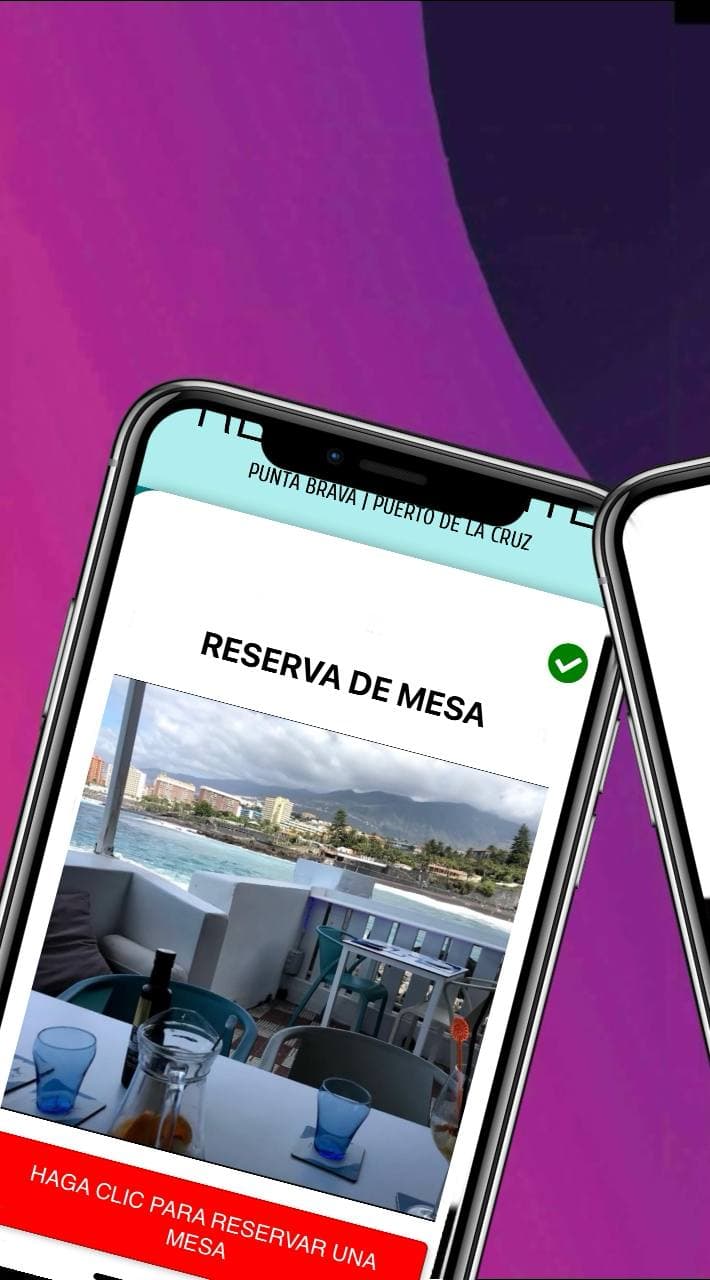 PUNTA BRAVA | PUERTO DE LA CRUZ
RESERVA DE MESA
HAGA CLIC PARA RESERVAR UNA
MESA